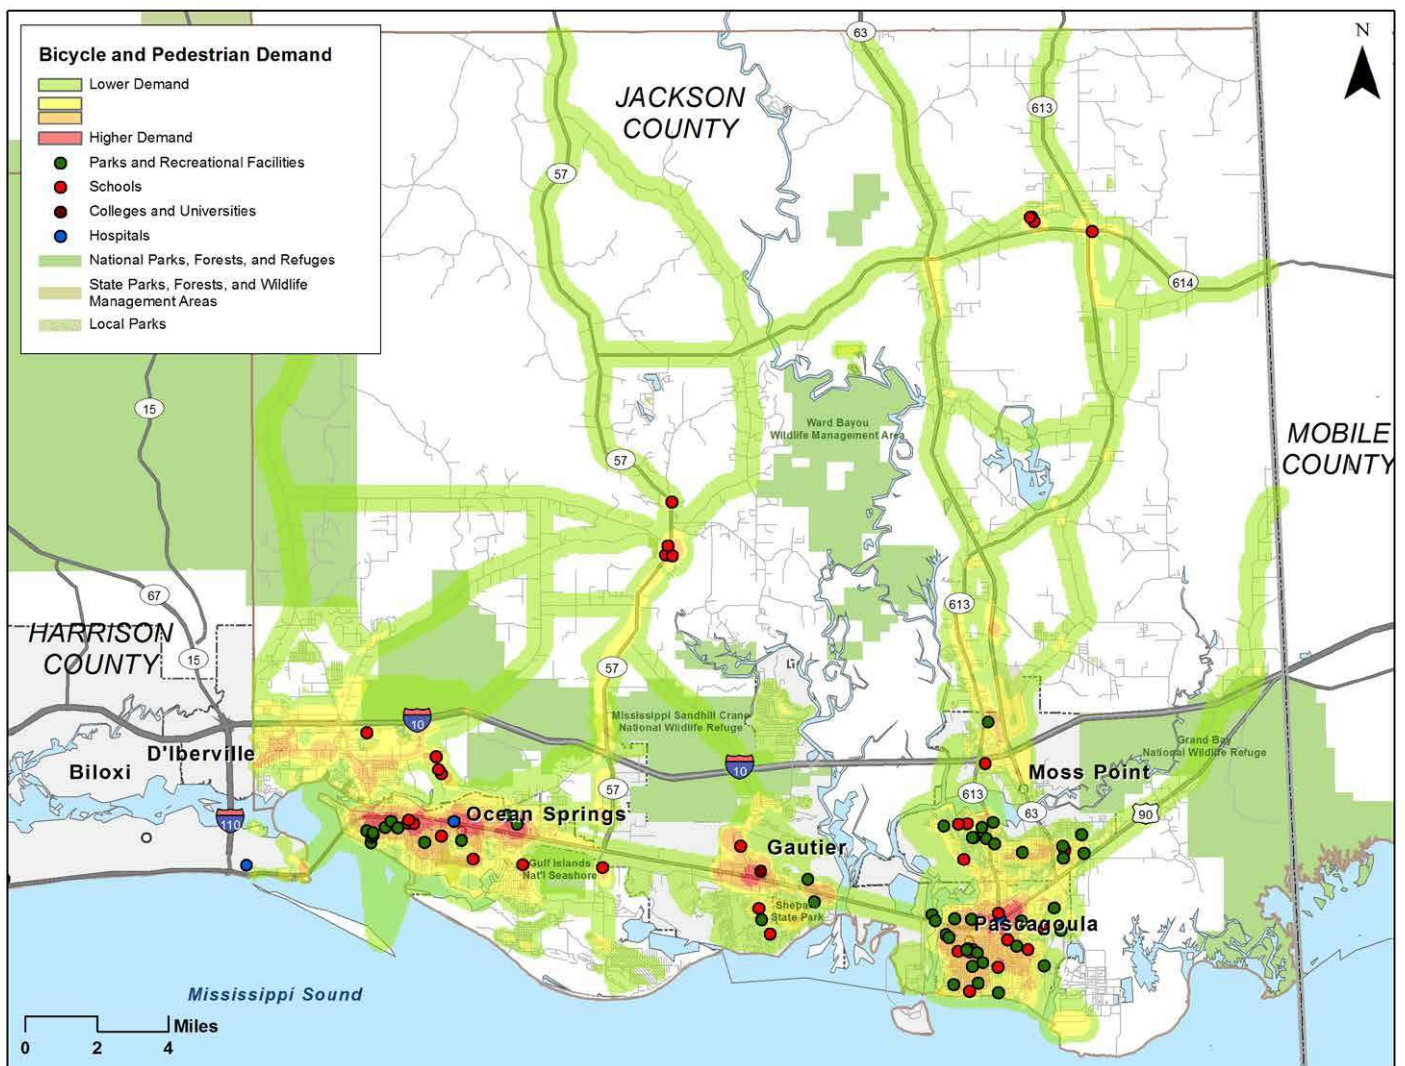 Bicycle and Pedestrian Demand
Lower Demand
Higher Demand
Parks and Recreational Facilities
Schools
Colleges and Universities
Hospitals
National Parks, Forests, and Refuges
State Parks, Forests, and Wildlife
Management Areas
Local Parks
N
63
613
JACKSON
COUNTY
57
614
15
Ward Bayou
Wildlife Management Area
MOBILE
COUNTY
57
67
613
HARRISON
COUNTY
15
57
10
Mississippi Sandhill Crane
National Wildlife Refuge
Grand Bay
National Wildlife Refuge
D'Iberville
Biloxi
10
Moss Point
57
613
63
90
110
Ocean Springs
Gautier
Gulf Islands
Nat'l Seashore
State Park
Pascagoula
Mississippi Sound
Miles
0 2 4